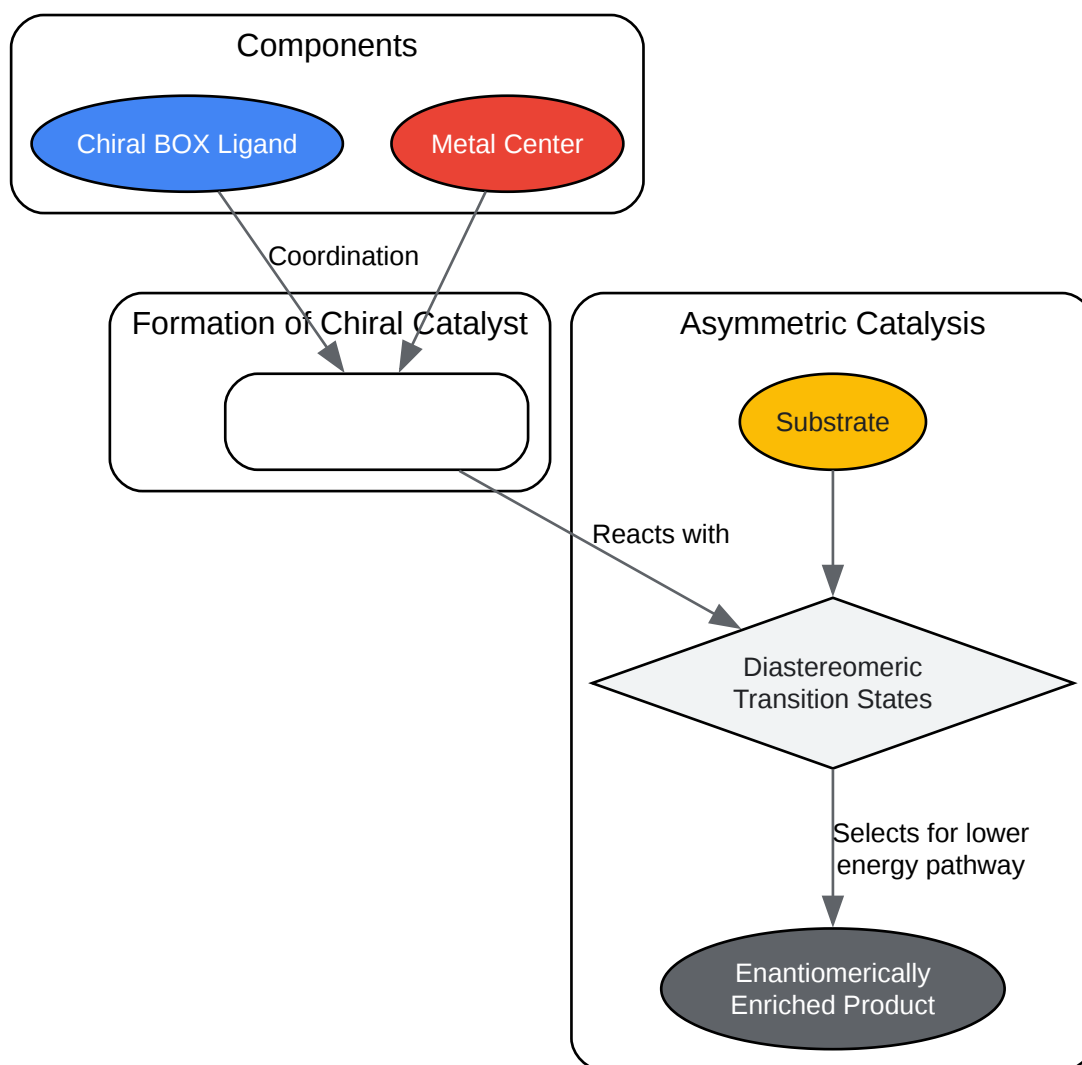 Components
Chiral BOX Ligand
Metal Center
Coordination
Formation of Chiral Catalyst
Asymmetric Catalysis
Substrate
Reacts with
Diastereomeric
Transition States
Selects for lower
energy pathway
Enantiomerically
Enriched Product